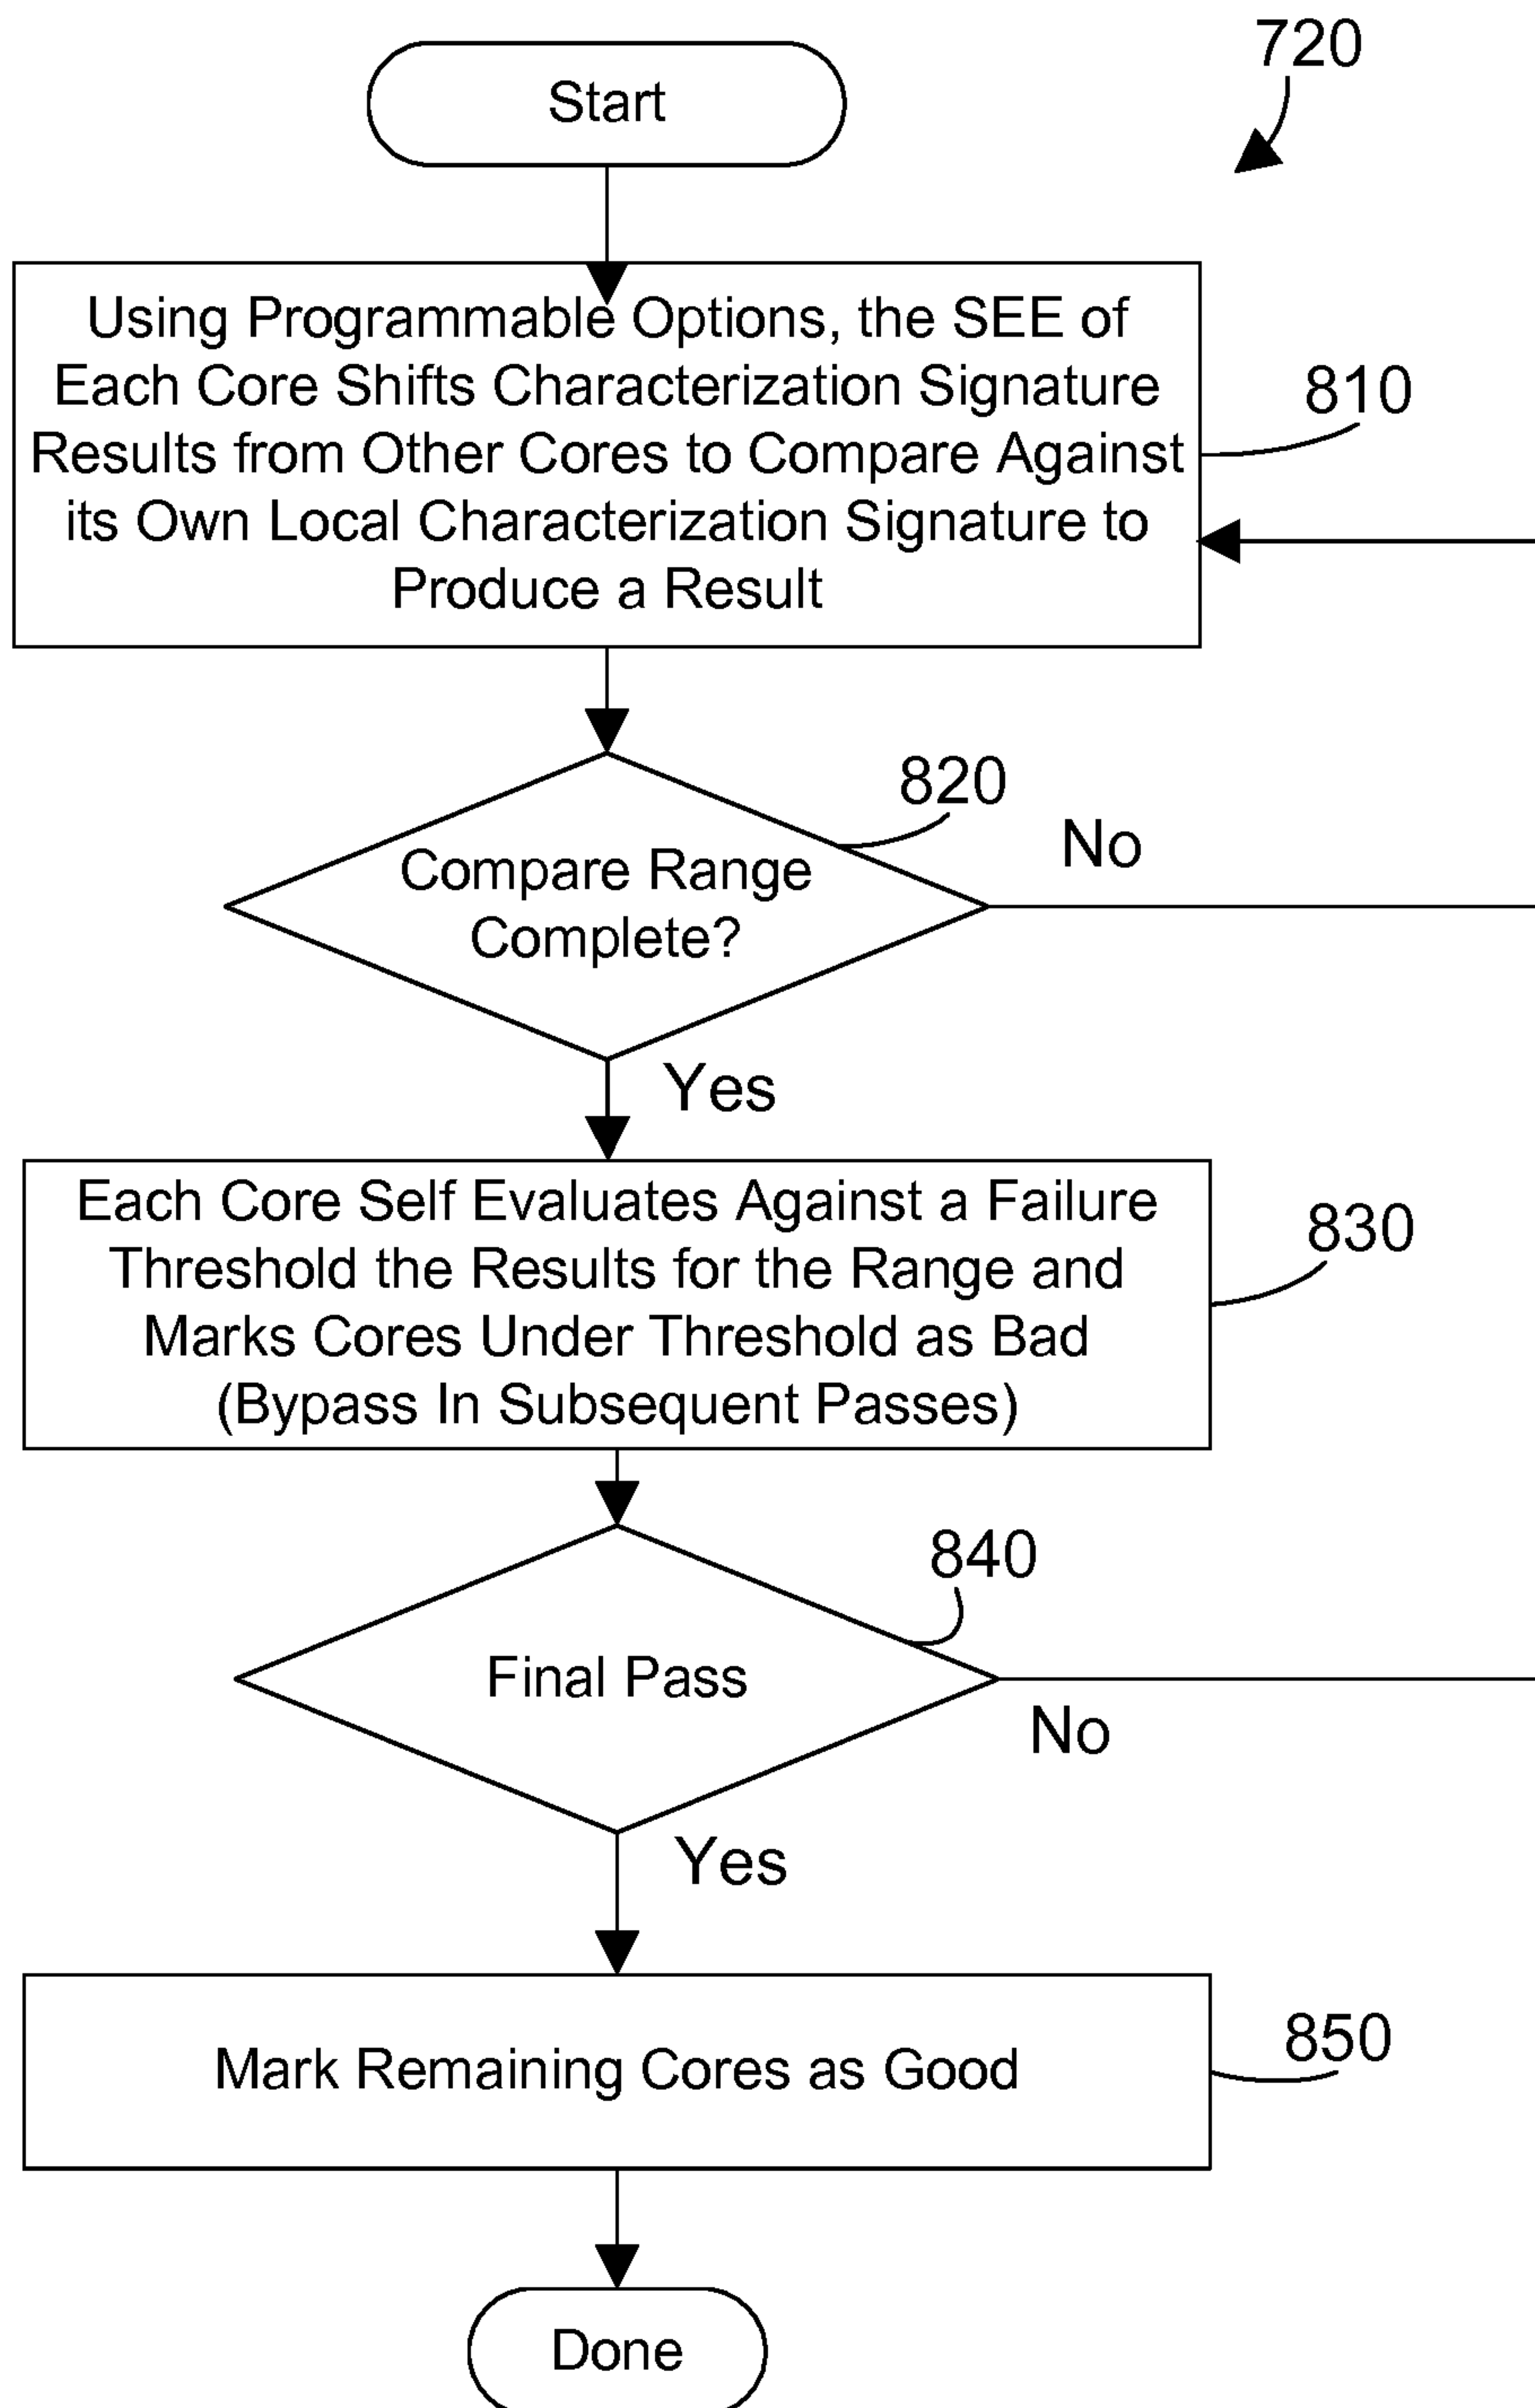 720
Start
Using Programmable Options, the SEE of
Each Core Shifts Characterization Signature
Results from Other Cores to Compare Against
its Own Local Characterization Signature to
Produce a Result
810
820
Compare Range
Complete?
No
Yes
Each Core Self Evaluates Against a Failure
Threshold the Results for the Range and
Marks Cores Under Threshold as Bad
(Bypass In Subsequent Passes)
830
840
Final Pass
No
Yes
Mark Remaining Cores as Good
850
Done